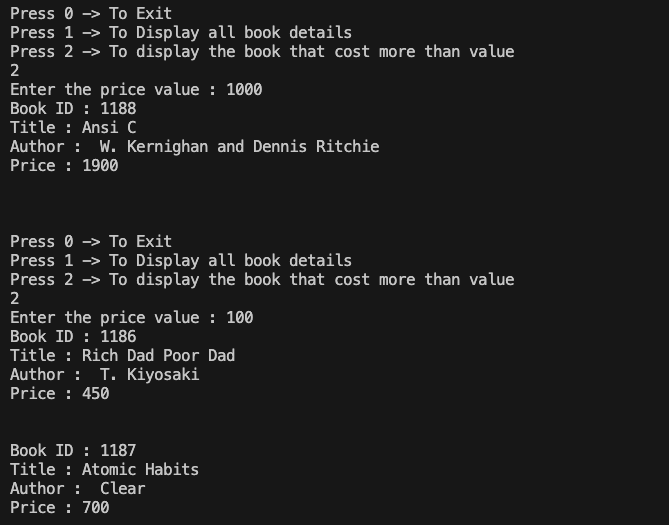 Press 0 -> To Exit
Press 1 -> To Display all book details
Press 2 -> To display the book that cost more than value
2
Enter the price value : 1000
Book ID : 1188
Title : Ansi C
Author :  W. Kernighan and Dennis Ritchie
Price : 1900
Press 0 -> To Exit
Press 1 -> To Display all book details
Press 2 -> To display the book that cost more than value
2
Enter the price value : 100
Book ID : 1186
Title : Rich Dad Poor Dad
Author :  T. Kiyosaki
Price : 450
Book ID : 1187
Title : Atomic Habits
Author :  Clear
Price : 700